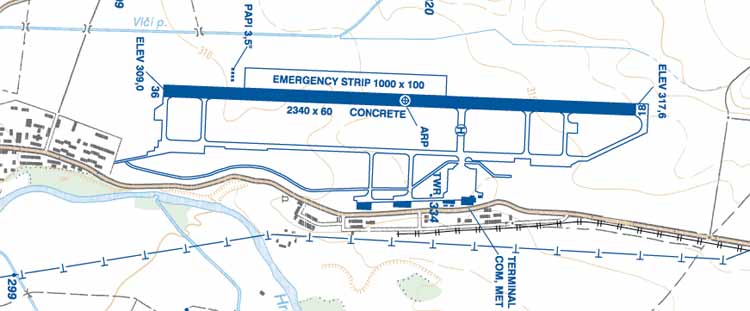 Vlčí p.
316
PAPI 3,5°
ELEV 309,0
36
EMERGENCY STRIP 1000 x 100
ELEV 317,6
18
2340 x 60 CONCRETE
ARP
H
TWR
334
TERMINAL
COM, MET
299